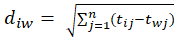 d_{iw} = \sqrt{\sum_{j=1}^{n}(t_{ij} - t_{wj})}